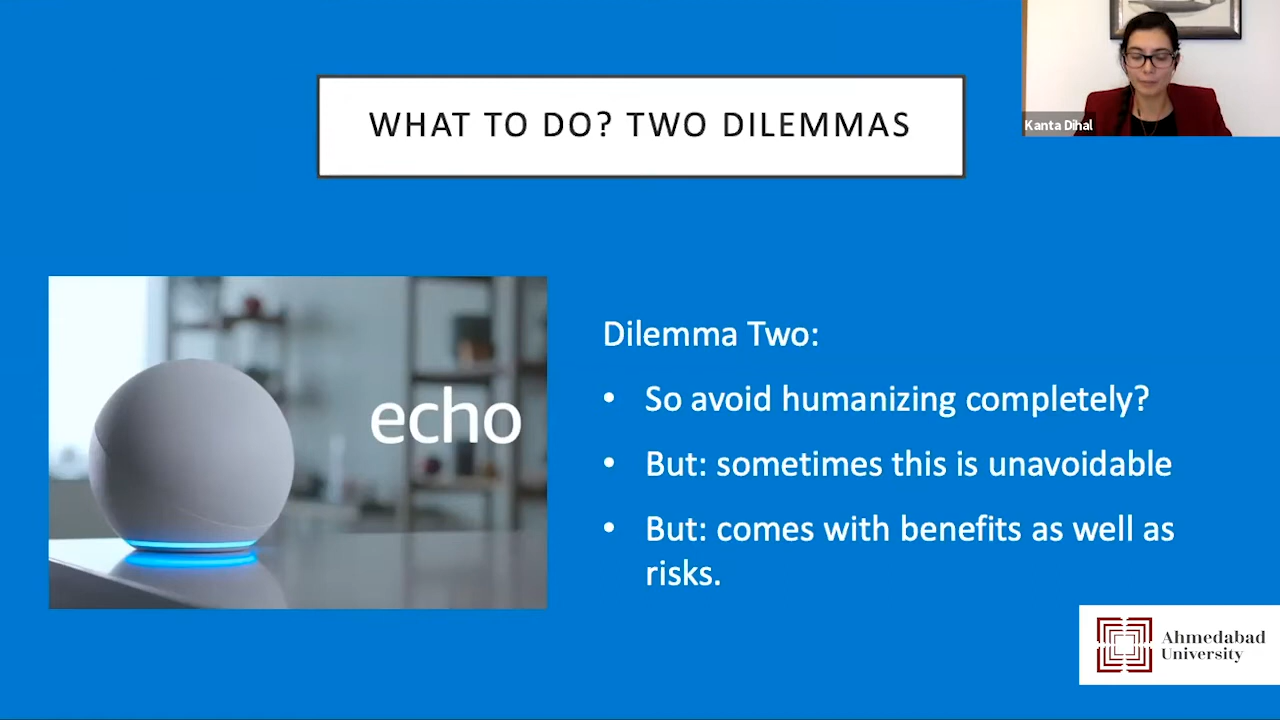 WHAT TO DO? TWO DILEMMAS
Kanta Dihal
echo
Dilemma Two:
• So avoid humanizing completely?
• But: sometimes this is unavoidable
• But: comes with benefits as well as
risks.
Ahmedabad
University